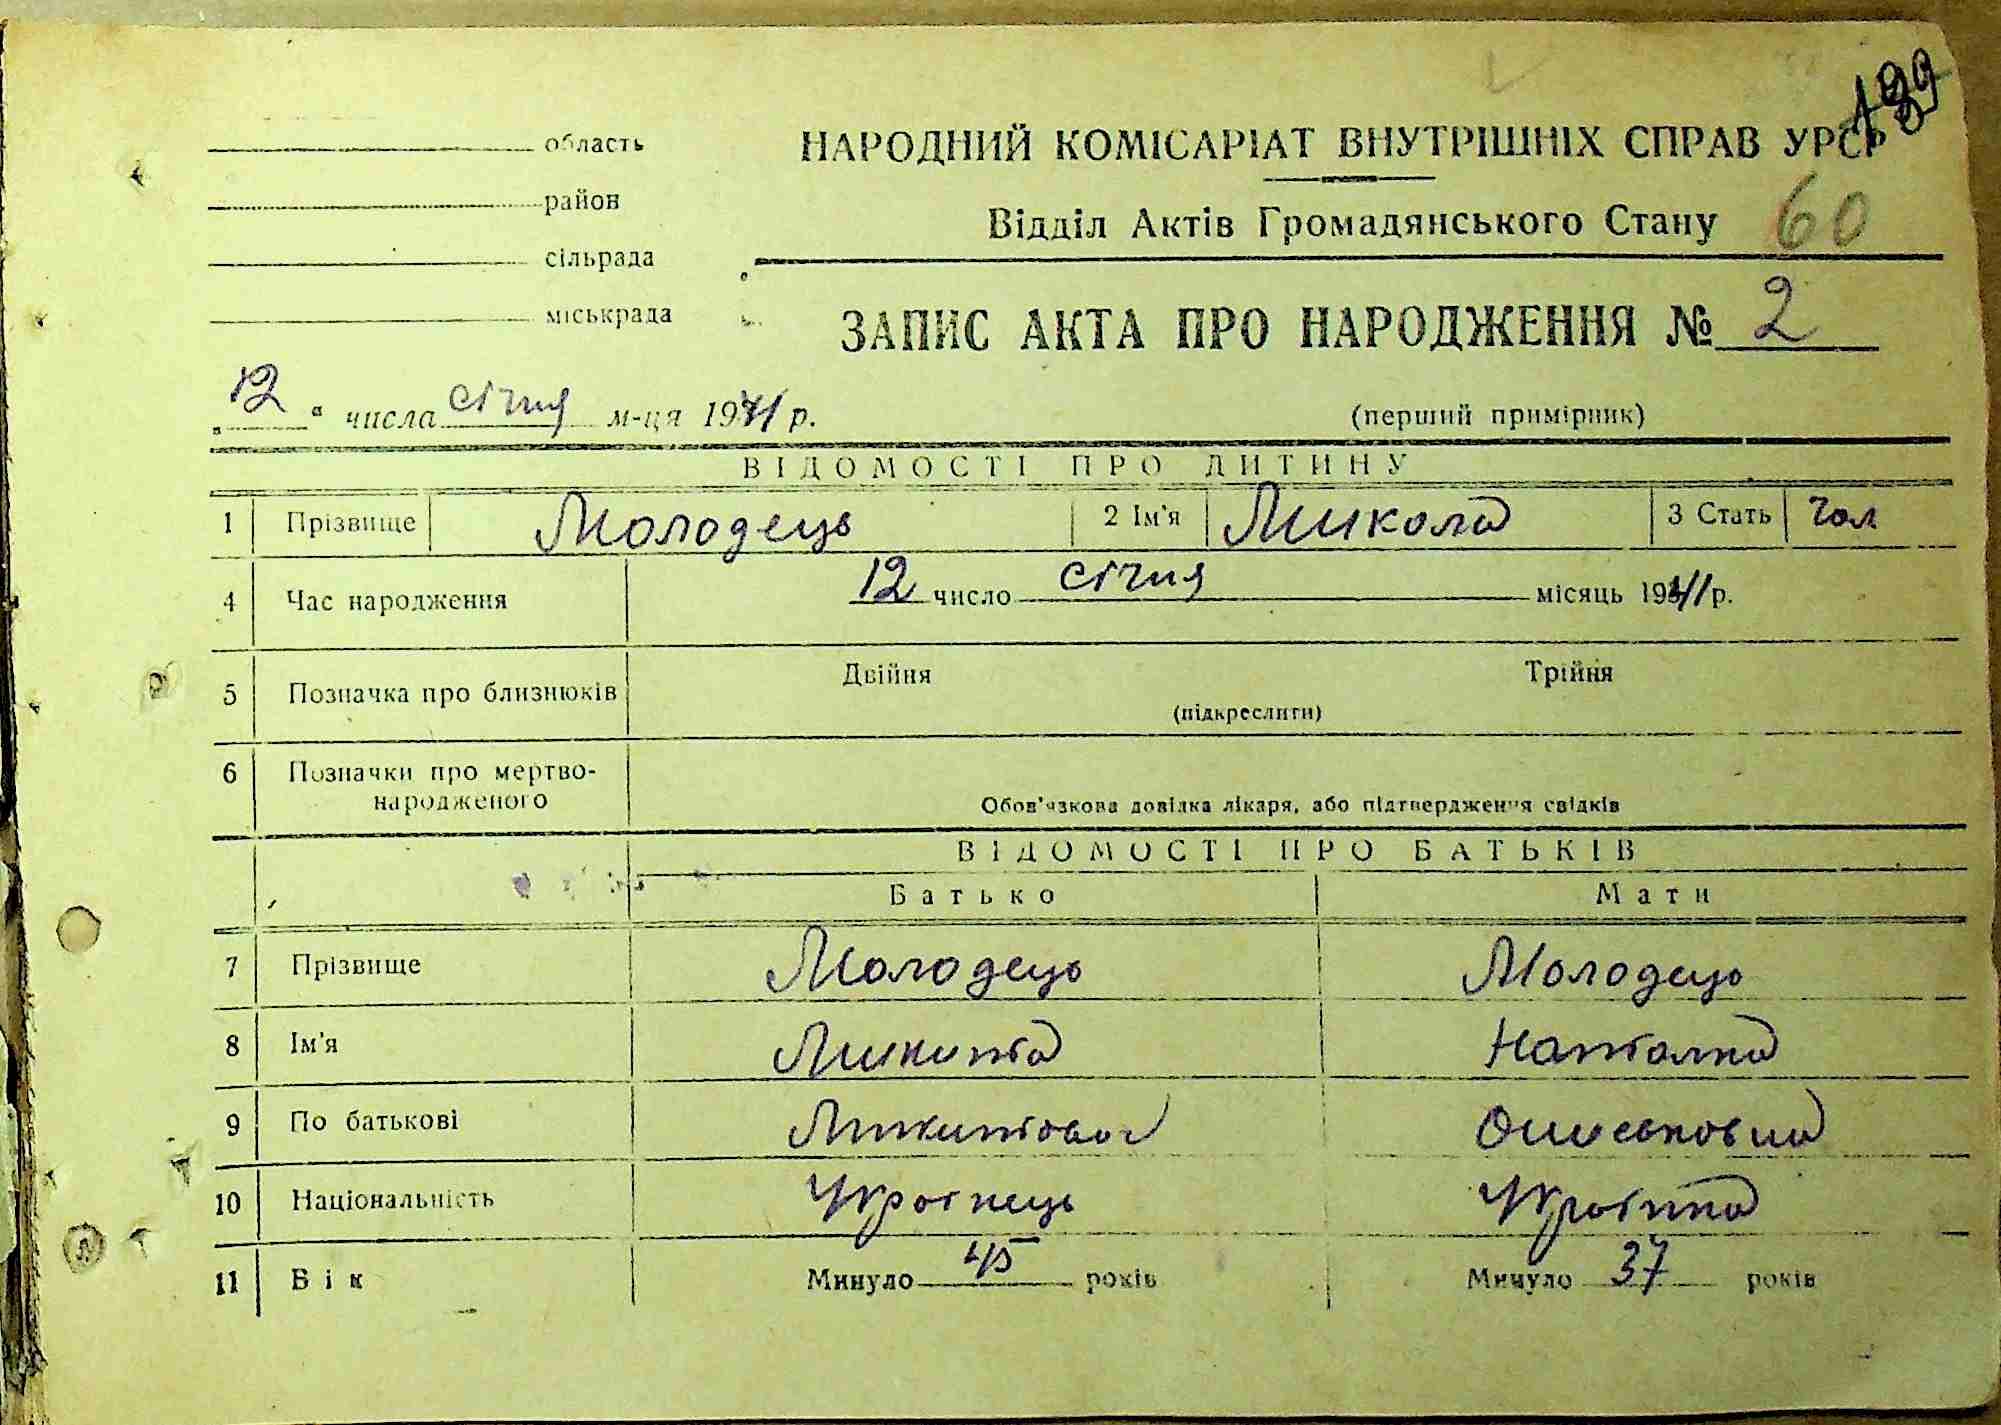 139
область
НАРОДНИЙ КОМІСАРІАТ ВНУТРІШНІХ СПРАВ УРСР
район
Відділ Актів Громадянського Стану 60
сільрада
міськрада
ЗАПИС АКТА ПРО НАРОДЖЕННЯ № 2
„12“ числа січня м-ця 1941 р.
(перший примірник)
ВІДОМОСТІ ПРО ДИТИНУ
1 Прізвище Молодець 2 Ім'я Микола 3 Стать чол
4 Час народження 12 число січня місяць 1941 р.
5 Позначка про близнюків Двійня Трійня
(підкреслити)
6 Позначки про мертво-
народженого
Обов'язкова довідка лікаря, або підтвердження свідків
ВІДОМОСТІ ПРО БАТЬКІВ
Батько Мати
7 Прізвище Молодець Молодець
8 Ім'я Микита Наталка
9 По батькові Микитович
10 Національність Українець Українка
11 Вік Минуло 45 років Минуло 37 років